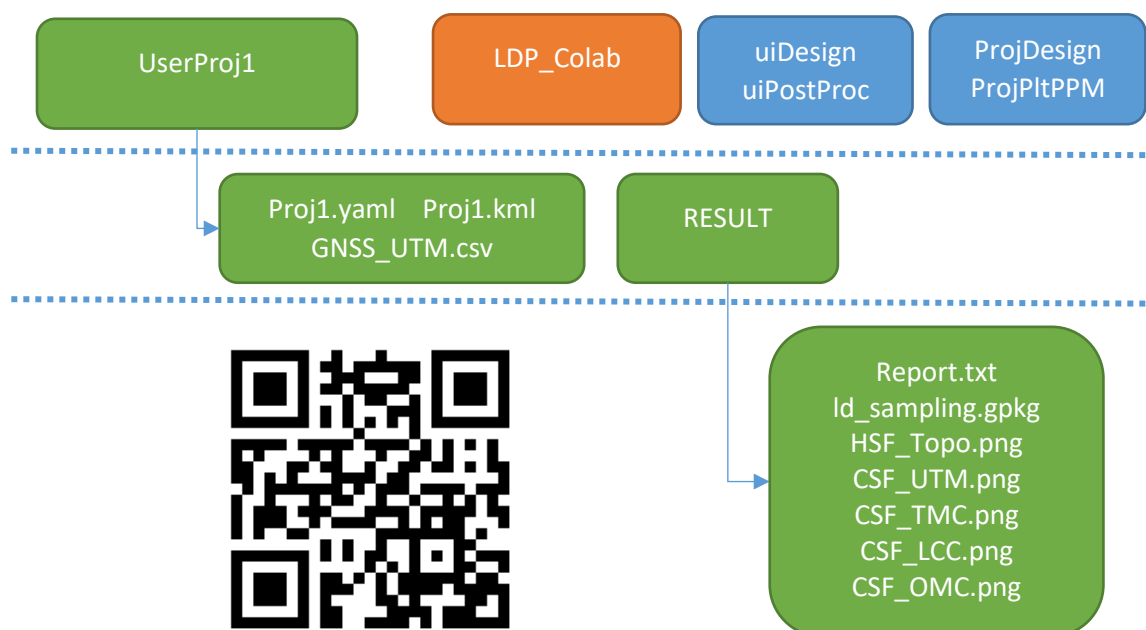 UserProj1
LDP_Colab
uiDesign
uiPostProc
ProjDesign
ProjPltPPM
Proj1.yaml Proj1.kml
GNSS_UTM.csv
RESULT
Report.txt
ld_sampling.gpkg
HSF_Topo.png
CSF_UTM.png
CSF_TMC.png
CSF_LCC.png
CSF_OMC.png